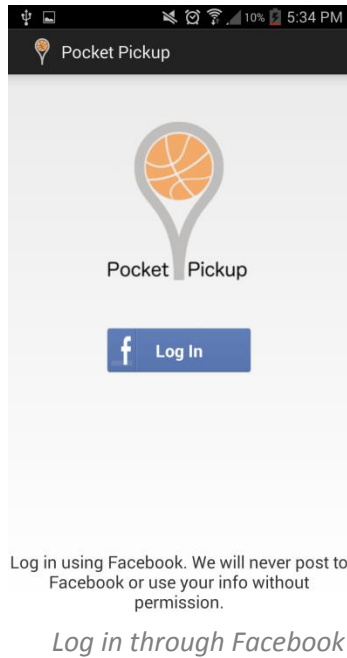 10% 5:34 PM
Pocket Pickup
Pocket Pickup
f Log In
Log in using Facebook. We will never post to
Facebook or use your info without
permission.
Log in through Facebook